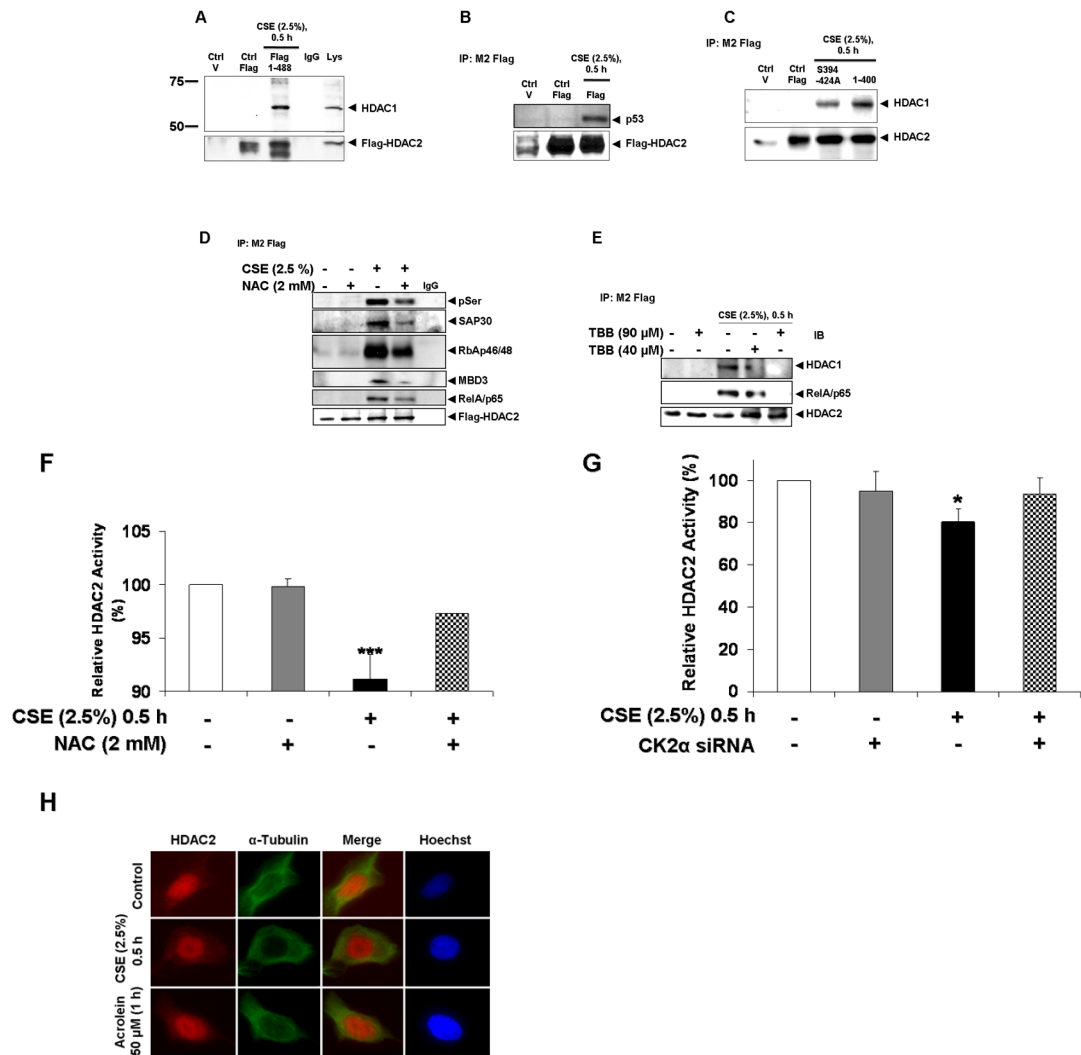 A
CSE (2.5%),
0.5 h
Ctrl V
Ctrl Flag
Flag 1-488
IgG
Lys
75
50
HDAC1
Flag-HDAC2
B
IP: M2 Flag
CSE (2.5%),
0.5 h
Ctrl V
Ctrl Flag
Flag
p53
Flag-HDAC2
C
IP: M2 Flag
CSE (2.5%),
0.5 h
Ctrl V
Ctrl Flag
S394 -424A
1-400
HDAC1
HDAC2
D
IP: M2 Flag
CSE (2.5 %) - - + +
NAC (2 mM) - + - + IgG
pSer
SAP30
RbAp46/48
MBD3
RelA/p65
Flag-HDAC2
E
IP: M2 Flag
CSE (2.5%), 0.5 h
TBB (90 μM) - + - - + IB
TBB (40 μM) - - - + -
HDAC1
RelA/p65
HDAC2
F
Relative HDAC2 Activity
(%)
105
100
95
90
***
CSE (2.5%) 0.5 h - - + +
NAC (2 mM) - + - +
G
Relative HDAC2 Activity (%)
100
80
60
40
20
0
*
CSE (2.5%) 0.5 h - - + +
CK2α siRNA - + - +
H
HDAC2 α-Tubulin Merge Hoechst
Control
CSE (2.5%)
0.5 h
Acrolein
50 μM (1 h)